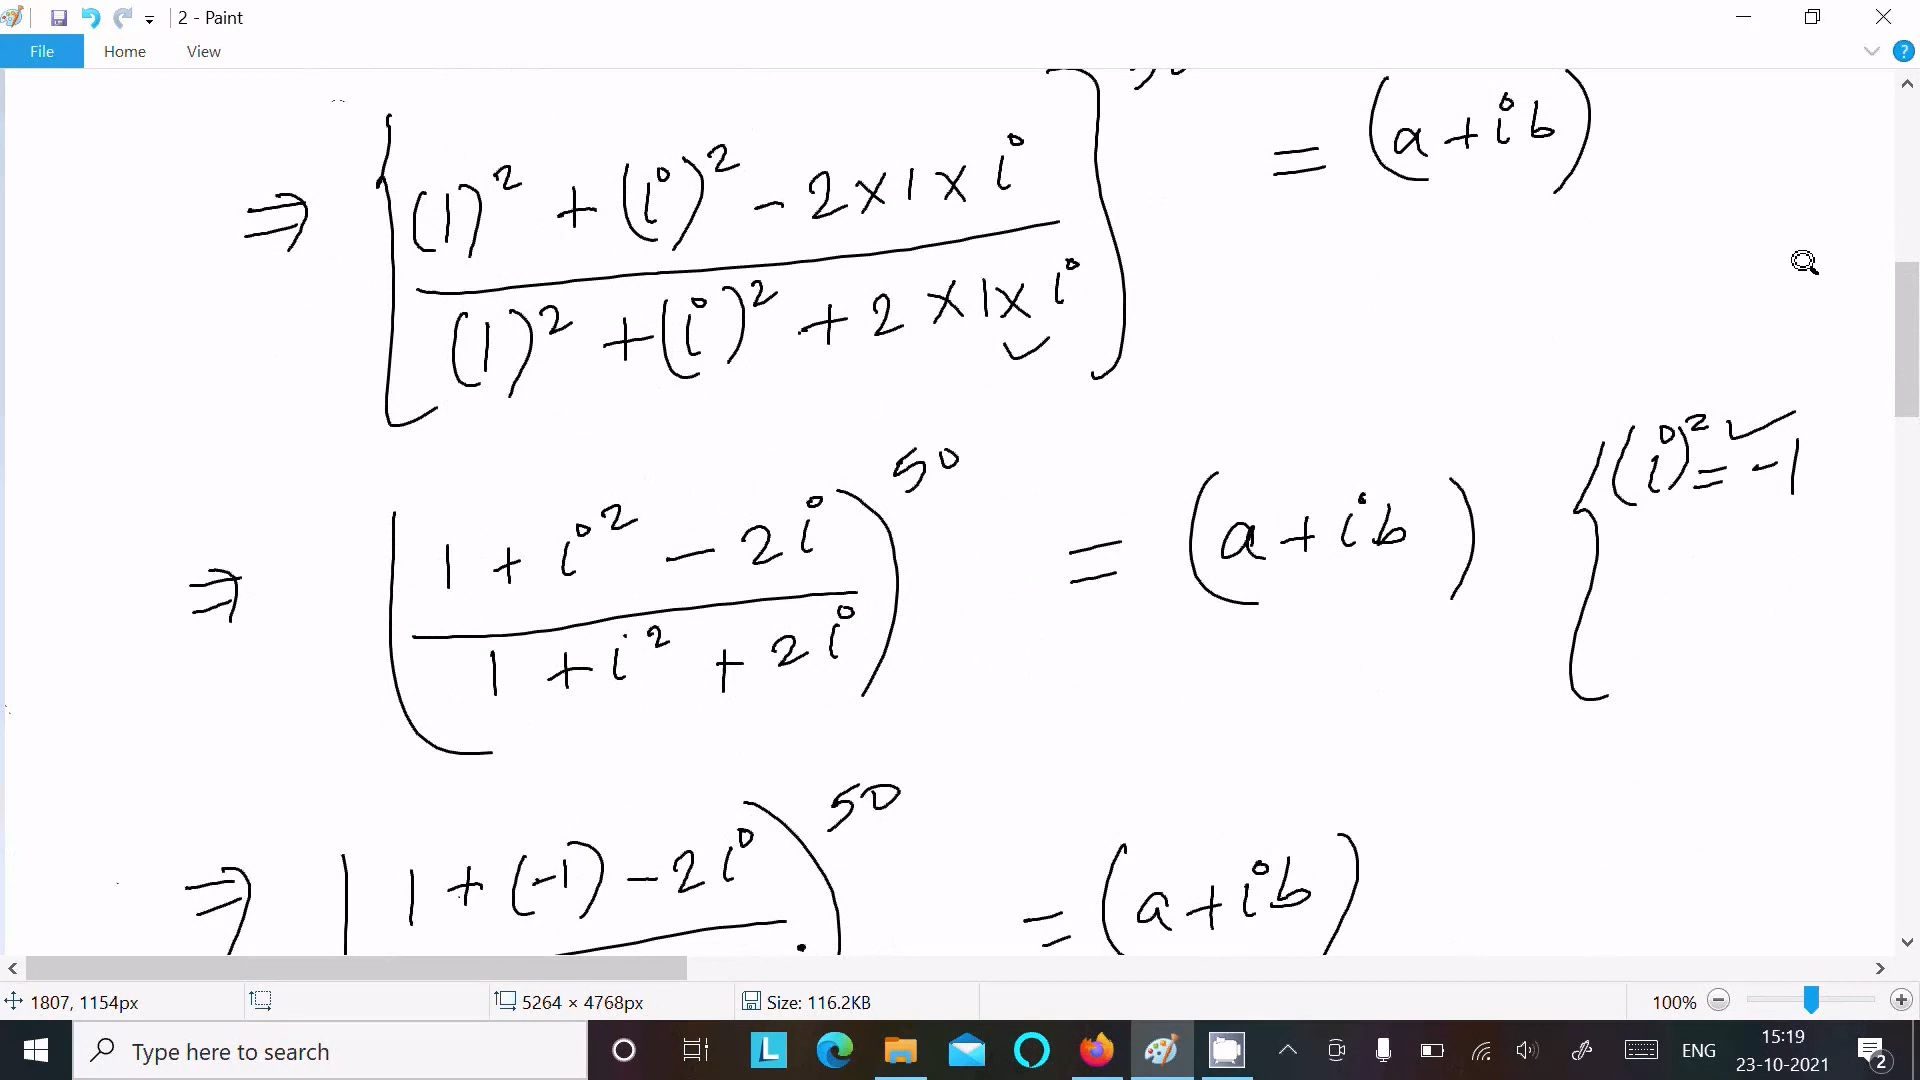 2 - Paint
File Home View
⇒ {(1)² + (i)² - 2×1×i / (1)² + (i)² + 2×1×i} = (a+ib)
⇒ (1 + i² - 2i / 1 + i² + 2i)⁵⁰ = (a+ib) {(i)² = -1
⇒ (1 + (-1) - 2i)⁵⁰ = (a+ib)
1807, 1154px 5264 × 4768px Size: 116.2KB 100%
Type here to search ENG 15:19
23-10-2021 2